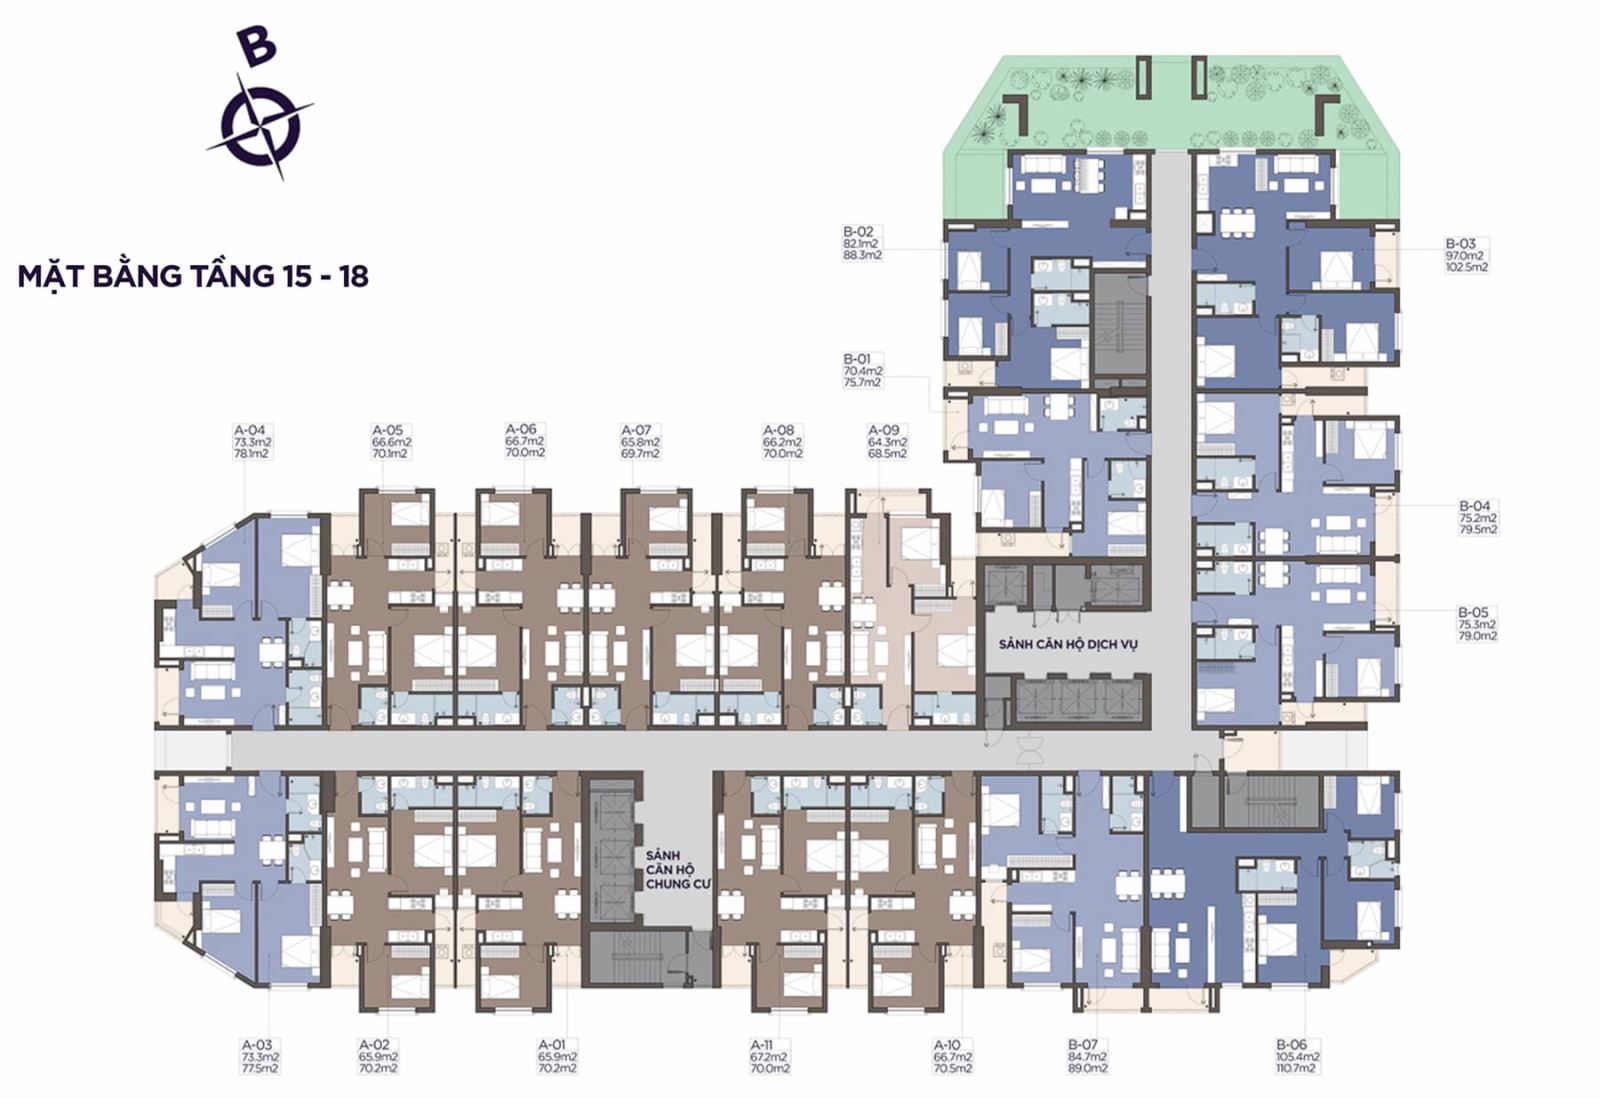 B
MẶT BẰNG TẦNG 15 - 18
B-02
82.1m2
88.3m2
B-03
97.0m2
102.5m2
B-01
70.4m2
75.7m2
A-04
73.3m2
78.1m2
A-05
66.6m2
70.1m2
A-06
66.7m2
70.0m2
A-07
65.8m2
69.7m2
A-08
66.2m2
70.0m2
A-09
64.3m2
68.5m2
B-04
75.2m2
79.5m2
B-05
75.3m2
79.0m2
SẢNH CĂN HỘ DỊCH VỤ
SẢNH
CĂN HỘ
CHUNG CƯ
A-03
73.3m2
77.5m2
A-02
65.9m2
70.2m2
A-01
65.9m2
70.2m2
A-11
67.2m2
70.0m2
A-10
66.7m2
70.5m2
B-07
84.7m2
89.0m2
B-06
105.4m2
110.7m2